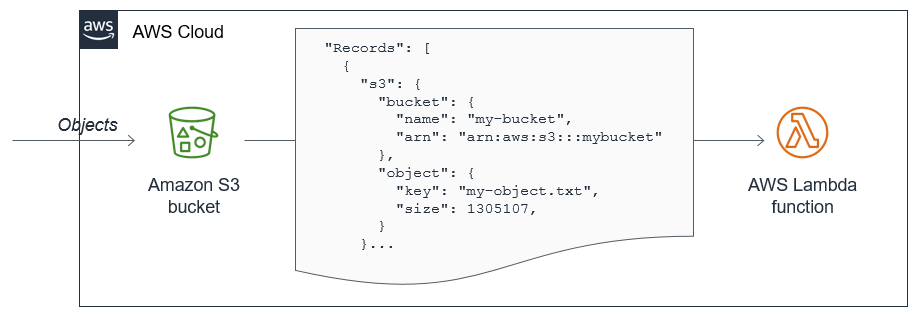 aws
AWS Cloud
Objects
Amazon S3
bucket
"Records": [
{
"s3": {
"bucket": {
"name": "my-bucket",
"arn": "arn:aws:s3:::mybucket"
},
"object": {
"key": "my-object.txt",
"size": 1305107,
}
}...
AWS Lambda
function